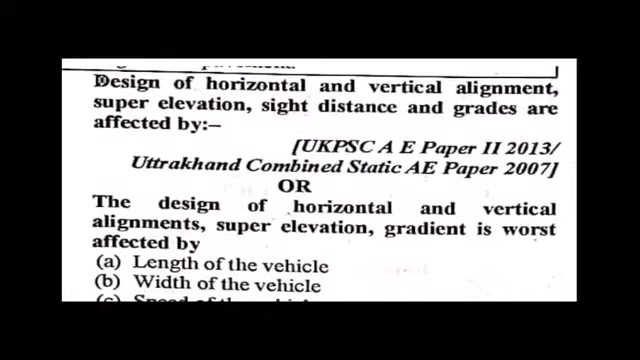 Design of horizontal and vertical alignment,
super elevation, sight distance and grades are
affected by:–
[UKPSC A E Paper II 2013/
Uttrakhand Combined Static AE Paper 2007]
OR
The design of horizontal and vertical
alignments, super elevation, gradient is worst
affected by
(a) Length of the vehicle
(b) Width of the vehicle